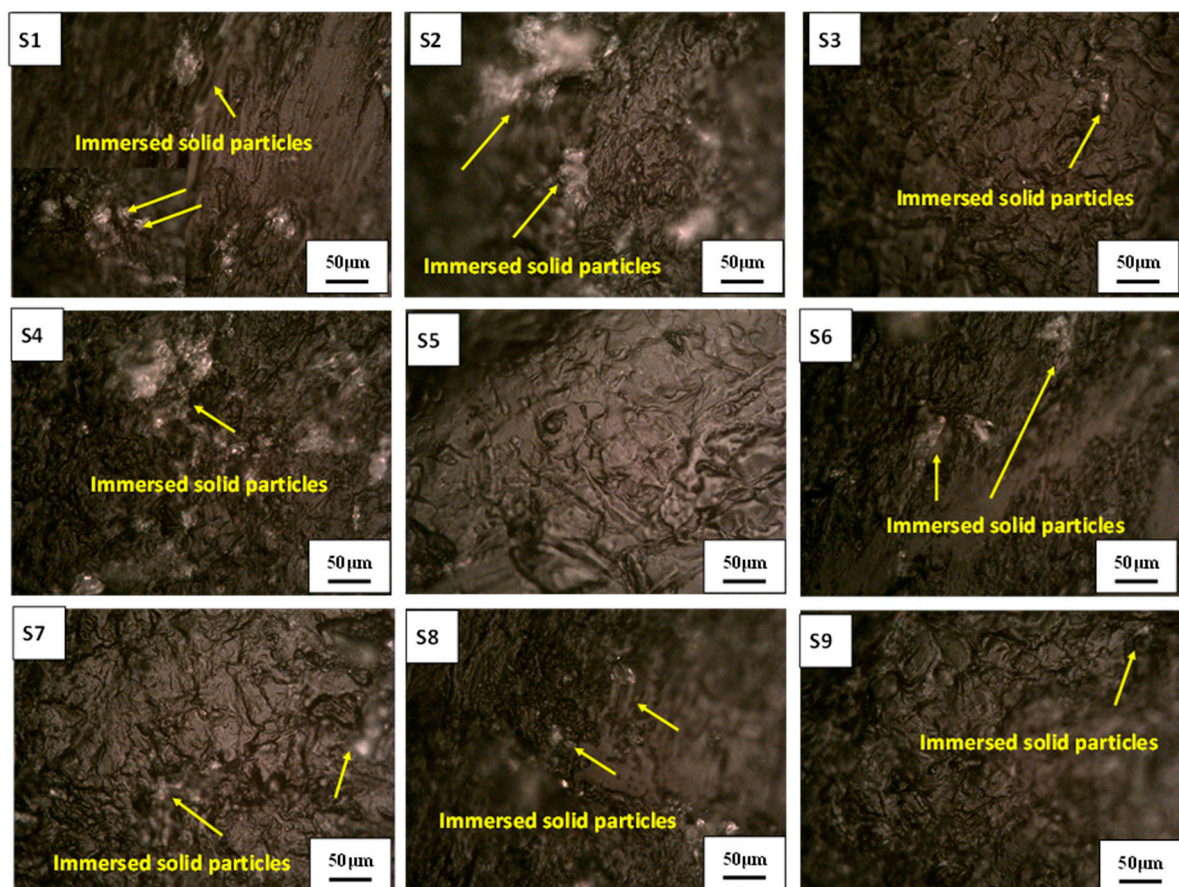 S1
Immersed solid particles
50μm
S2
Immersed solid particles
50μm
S3
Immersed solid particles
50μm
S4
Immersed solid particles
50μm
S5
50μm
S6
Immersed solid particles
50μm
S7
Immersed solid particles
50μm
S8
Immersed solid particles
50μm
S9
Immersed solid particles
50μm